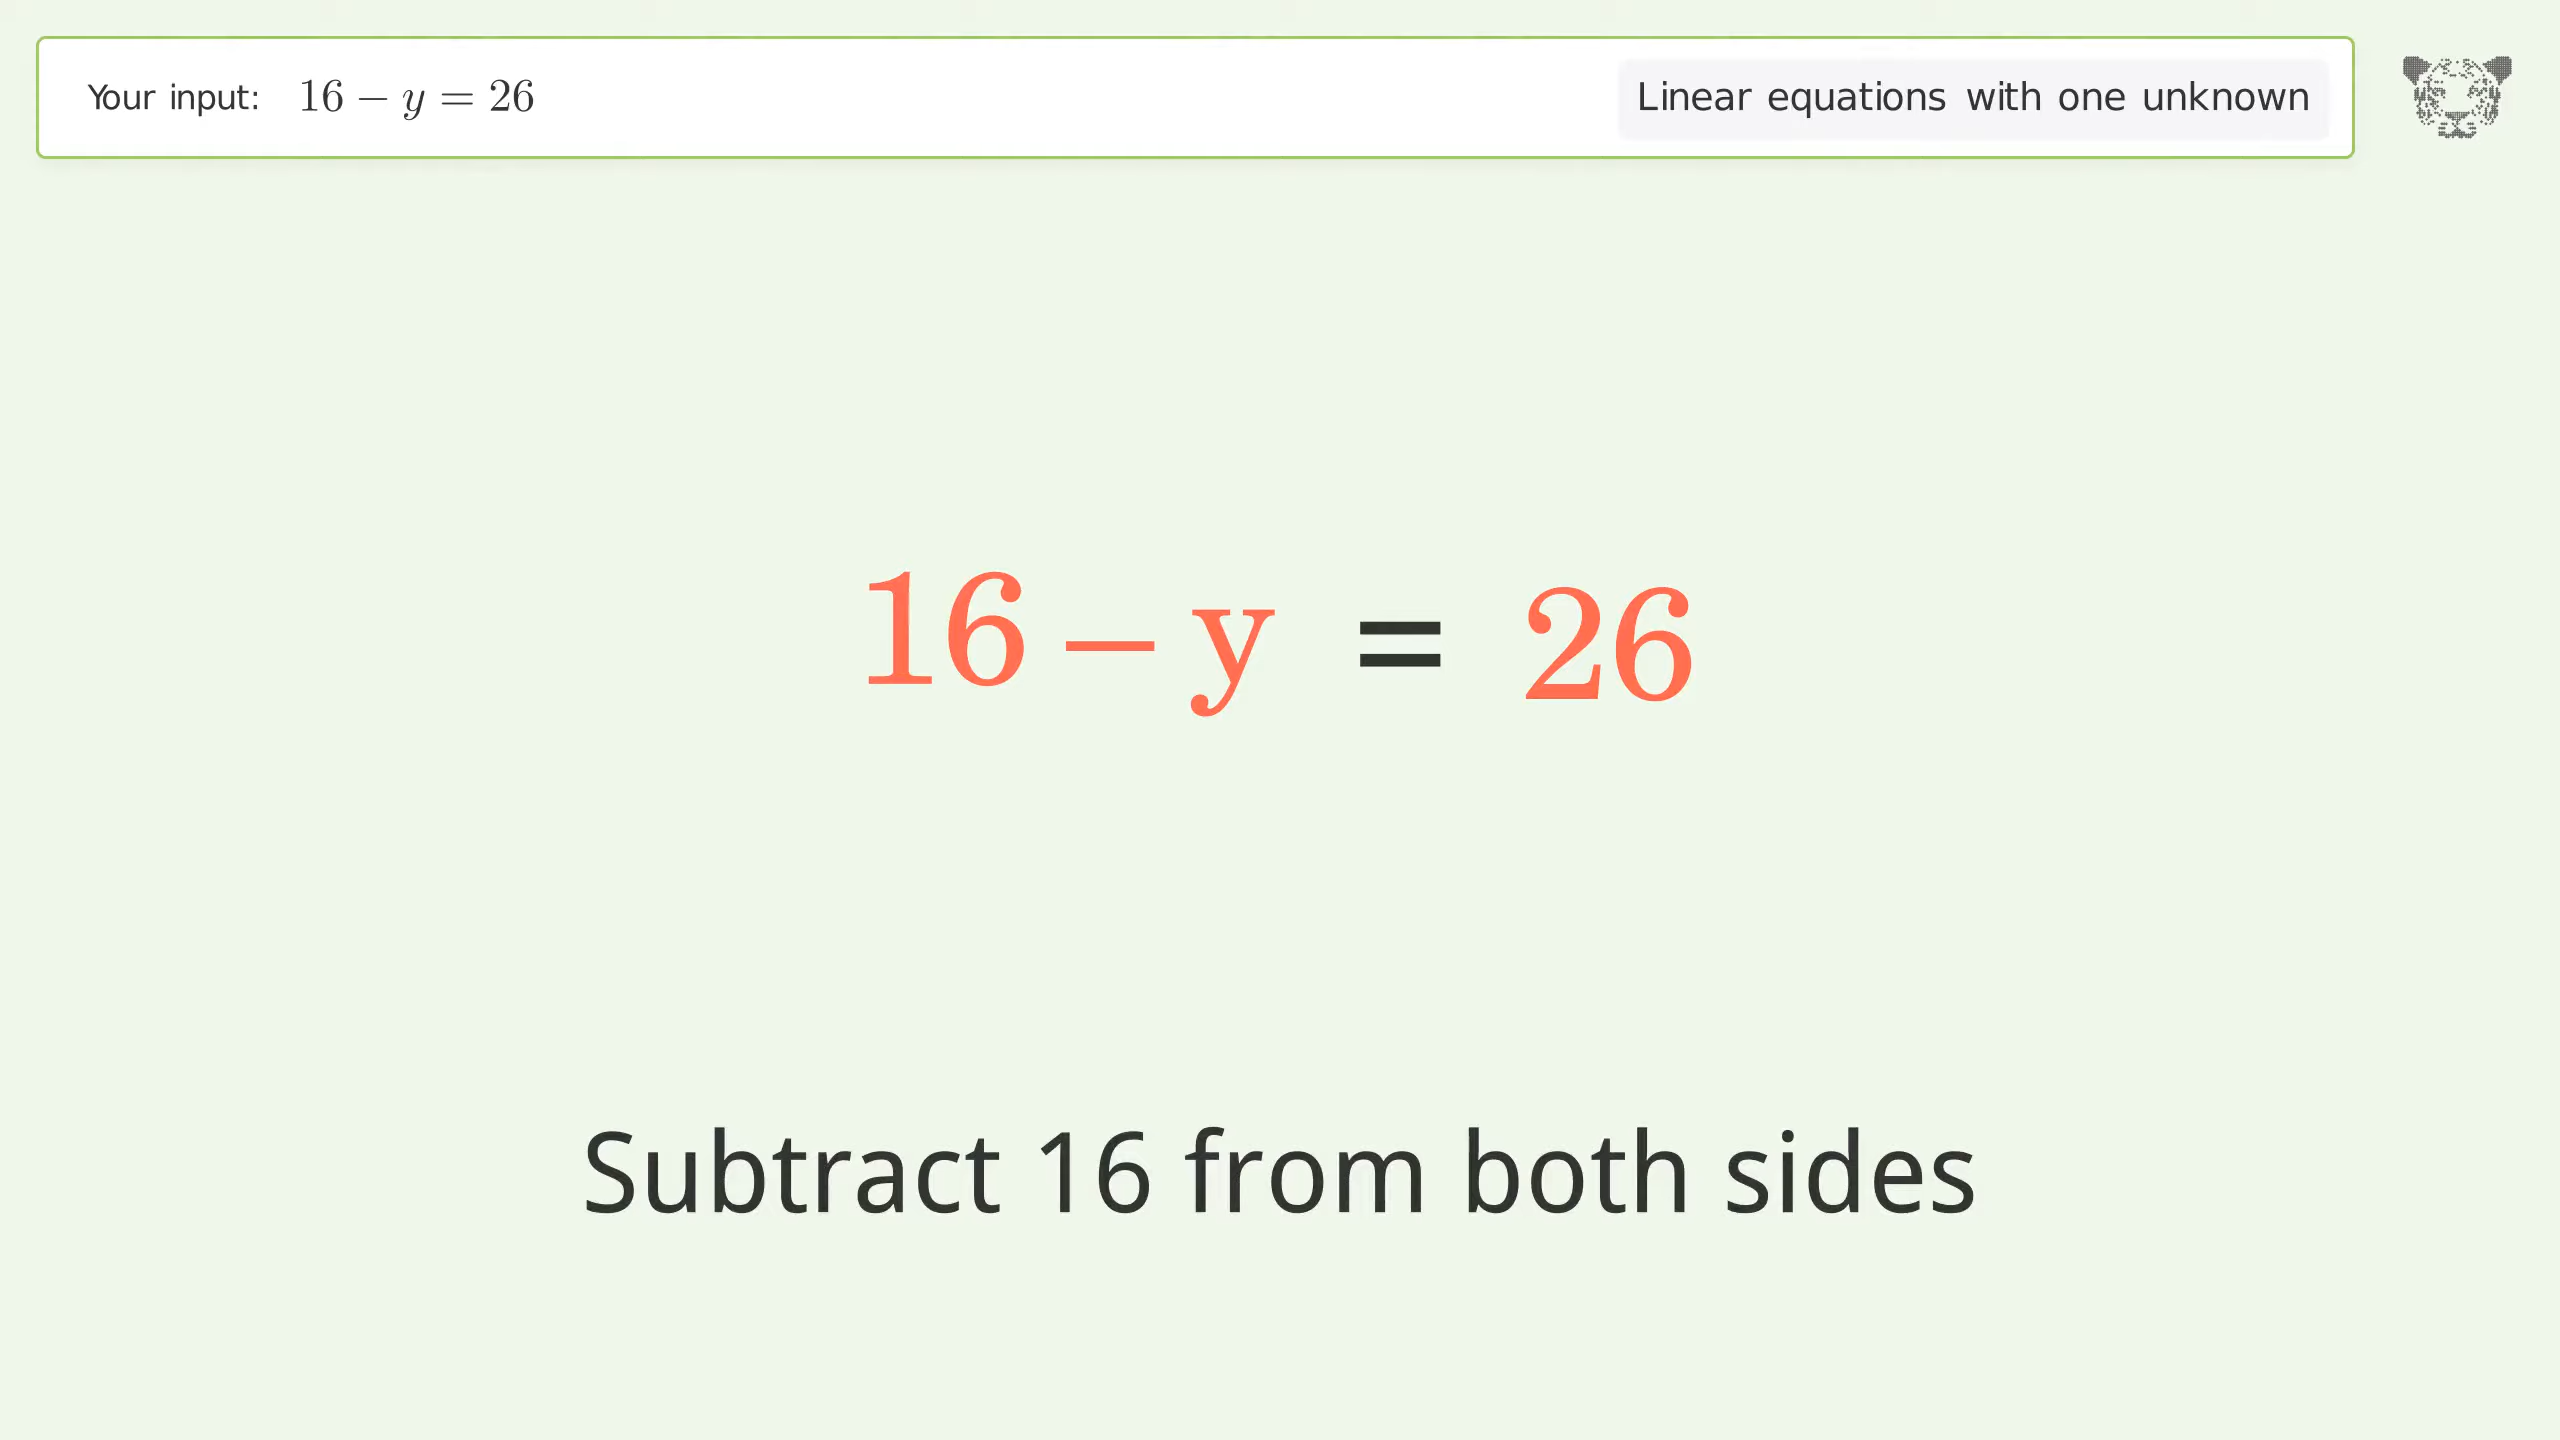 Your input: 16 − y = 26
Linear equations with one unknown
16 − y = 26
Subtract 16 from both sides